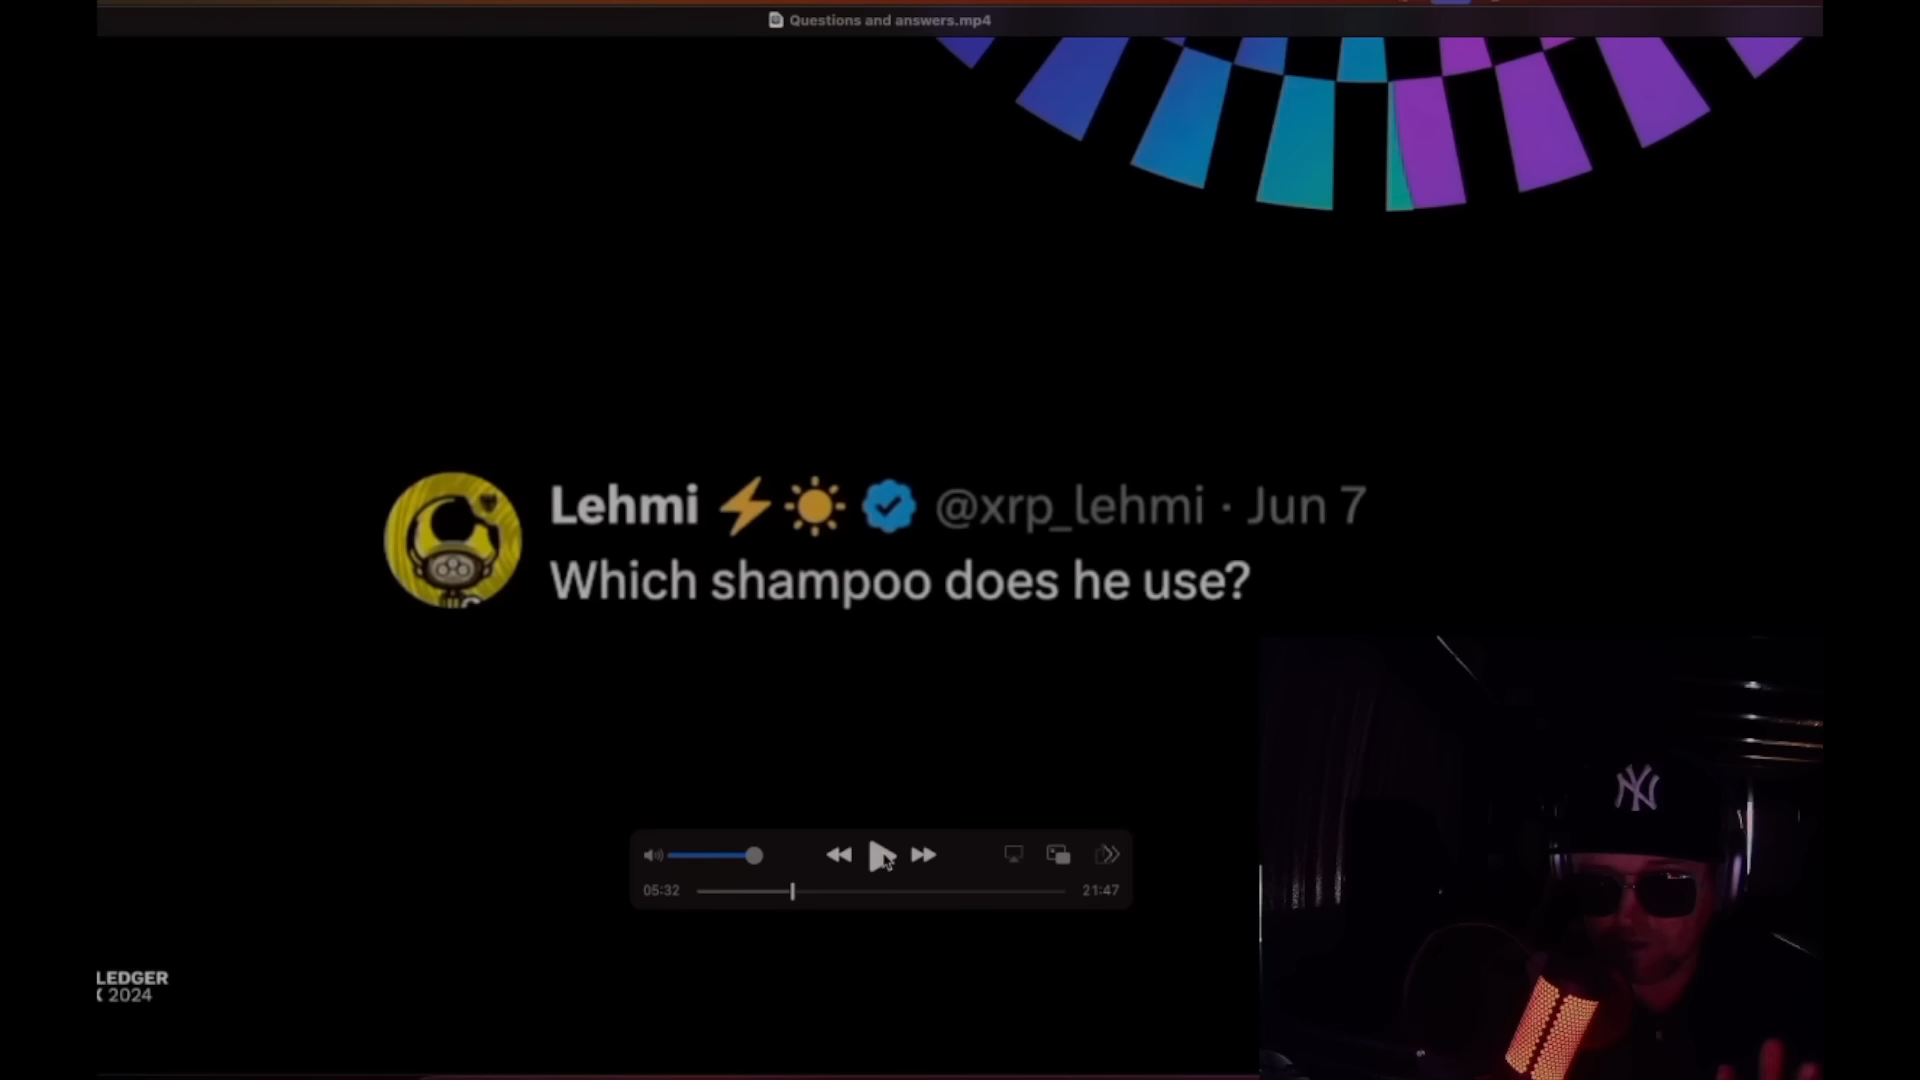 Questions and answers.mp4
Lehmi @xrp_lehmi · Jun 7
Which shampoo does he use?
NY
05:32
21:47
LEDGER
2024